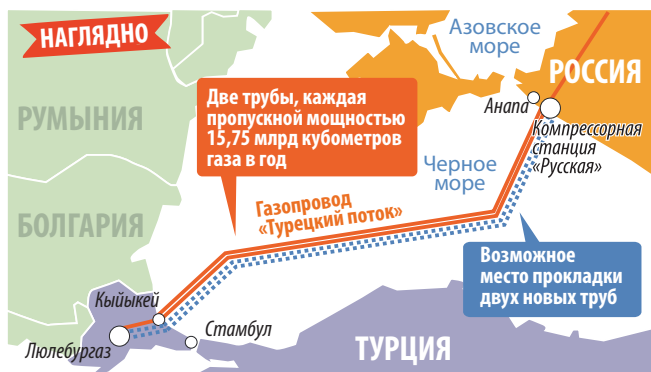 НАГЛЯДНО
Азовское
море
РОССИЯ
РУМЫНИЯ
Две трубы, каждая
пропускной мощностью
15,75 млрд кубометров
газа в год
Анапа
Компрессорная
станция
«Русская»
Черное
море
БОЛГАРИЯ
Газопровод
«Турецкий поток»
Возможное
место прокладки
двух новых труб
Кыйыкей
Стамбул
Люлебургаз
ТУРЦИЯ